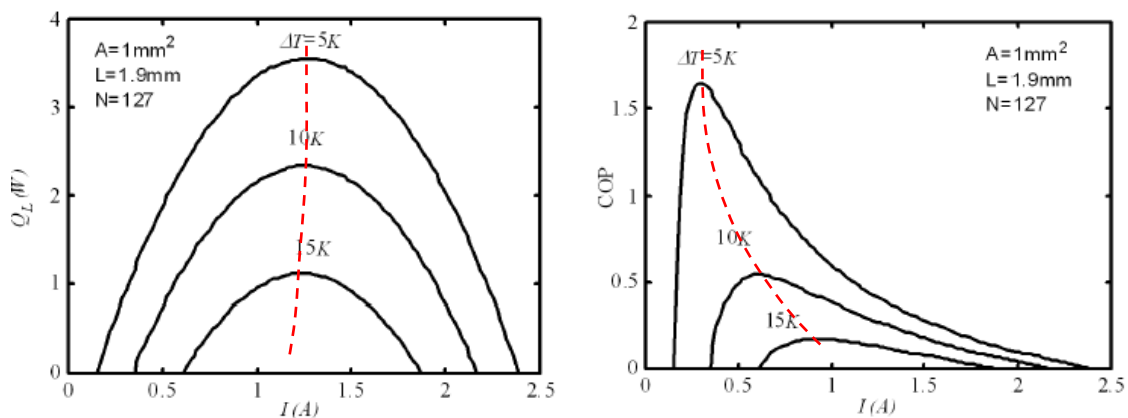 4
3
2
1
0
Q_L (W)
A=1mm²
L=1.9mm
N=127
ΔT=5K
10K
15K
0 0.5 1 1.5 2 2.5
I (A)
2
1.5
1
0.5
0
COP
ΔT=5K
A=1mm²
L=1.9mm
N=127
10K
15K
0 0.5 1 1.5 2 2.5
I (A)